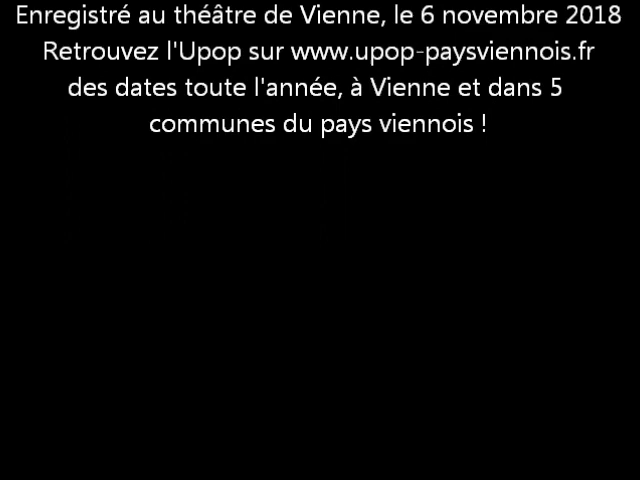 Enregistré au théâtre de Vienne, le 6 novembre 2018
Retrouvez l'Upop sur www.upop-paysviennois.fr
des dates toute l'année, à Vienne et dans 5
communes du pays viennois !